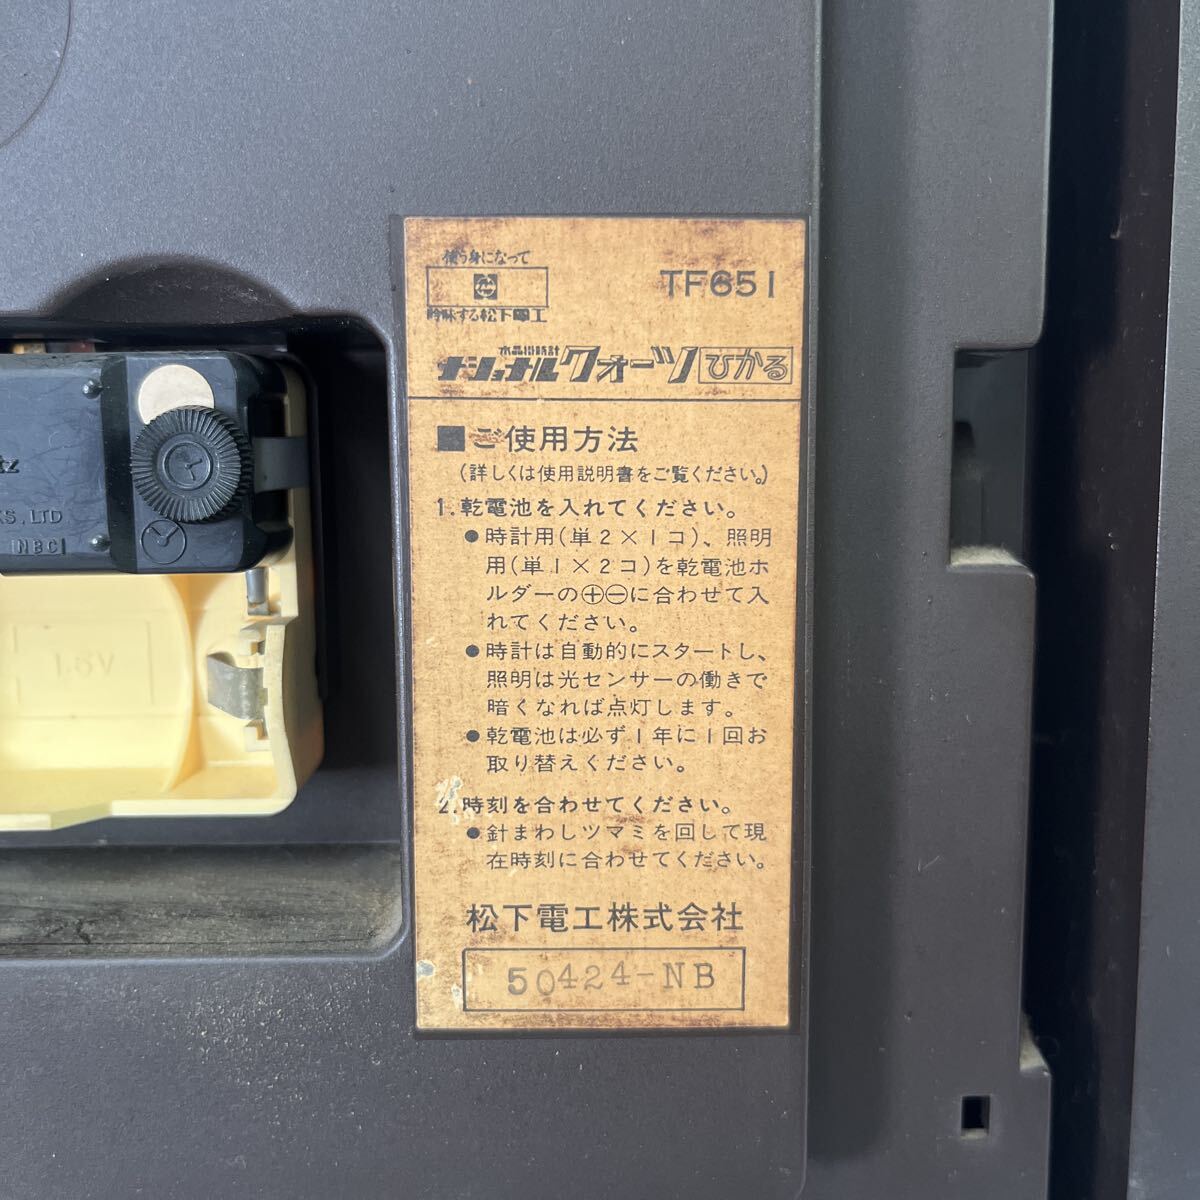 使う身になって
吟味する松下電工
TF651
水晶掛時計
ナショナルクォーツひかる
■ご使用方法
(詳しくは使用説明書をご覧ください。)
1.乾電池を入れてください。
●時計用(単2×1コ)、照明
用(単1×2コ)を乾電池ホ
ルダーの⊕⊖に合わせて入
れてください。
●時計は自動的にスタートし、
照明は光センサーの働きで
暗くなれば点灯します。
●乾電池は必ず1年に1回お
取り替えください。
2.時刻を合わせてください。
●針まわしツマミを回して現
在時刻に合わせてください。
松下電工株式会社
50424-NB
tz
KS.,LTD
NBC
1.5V